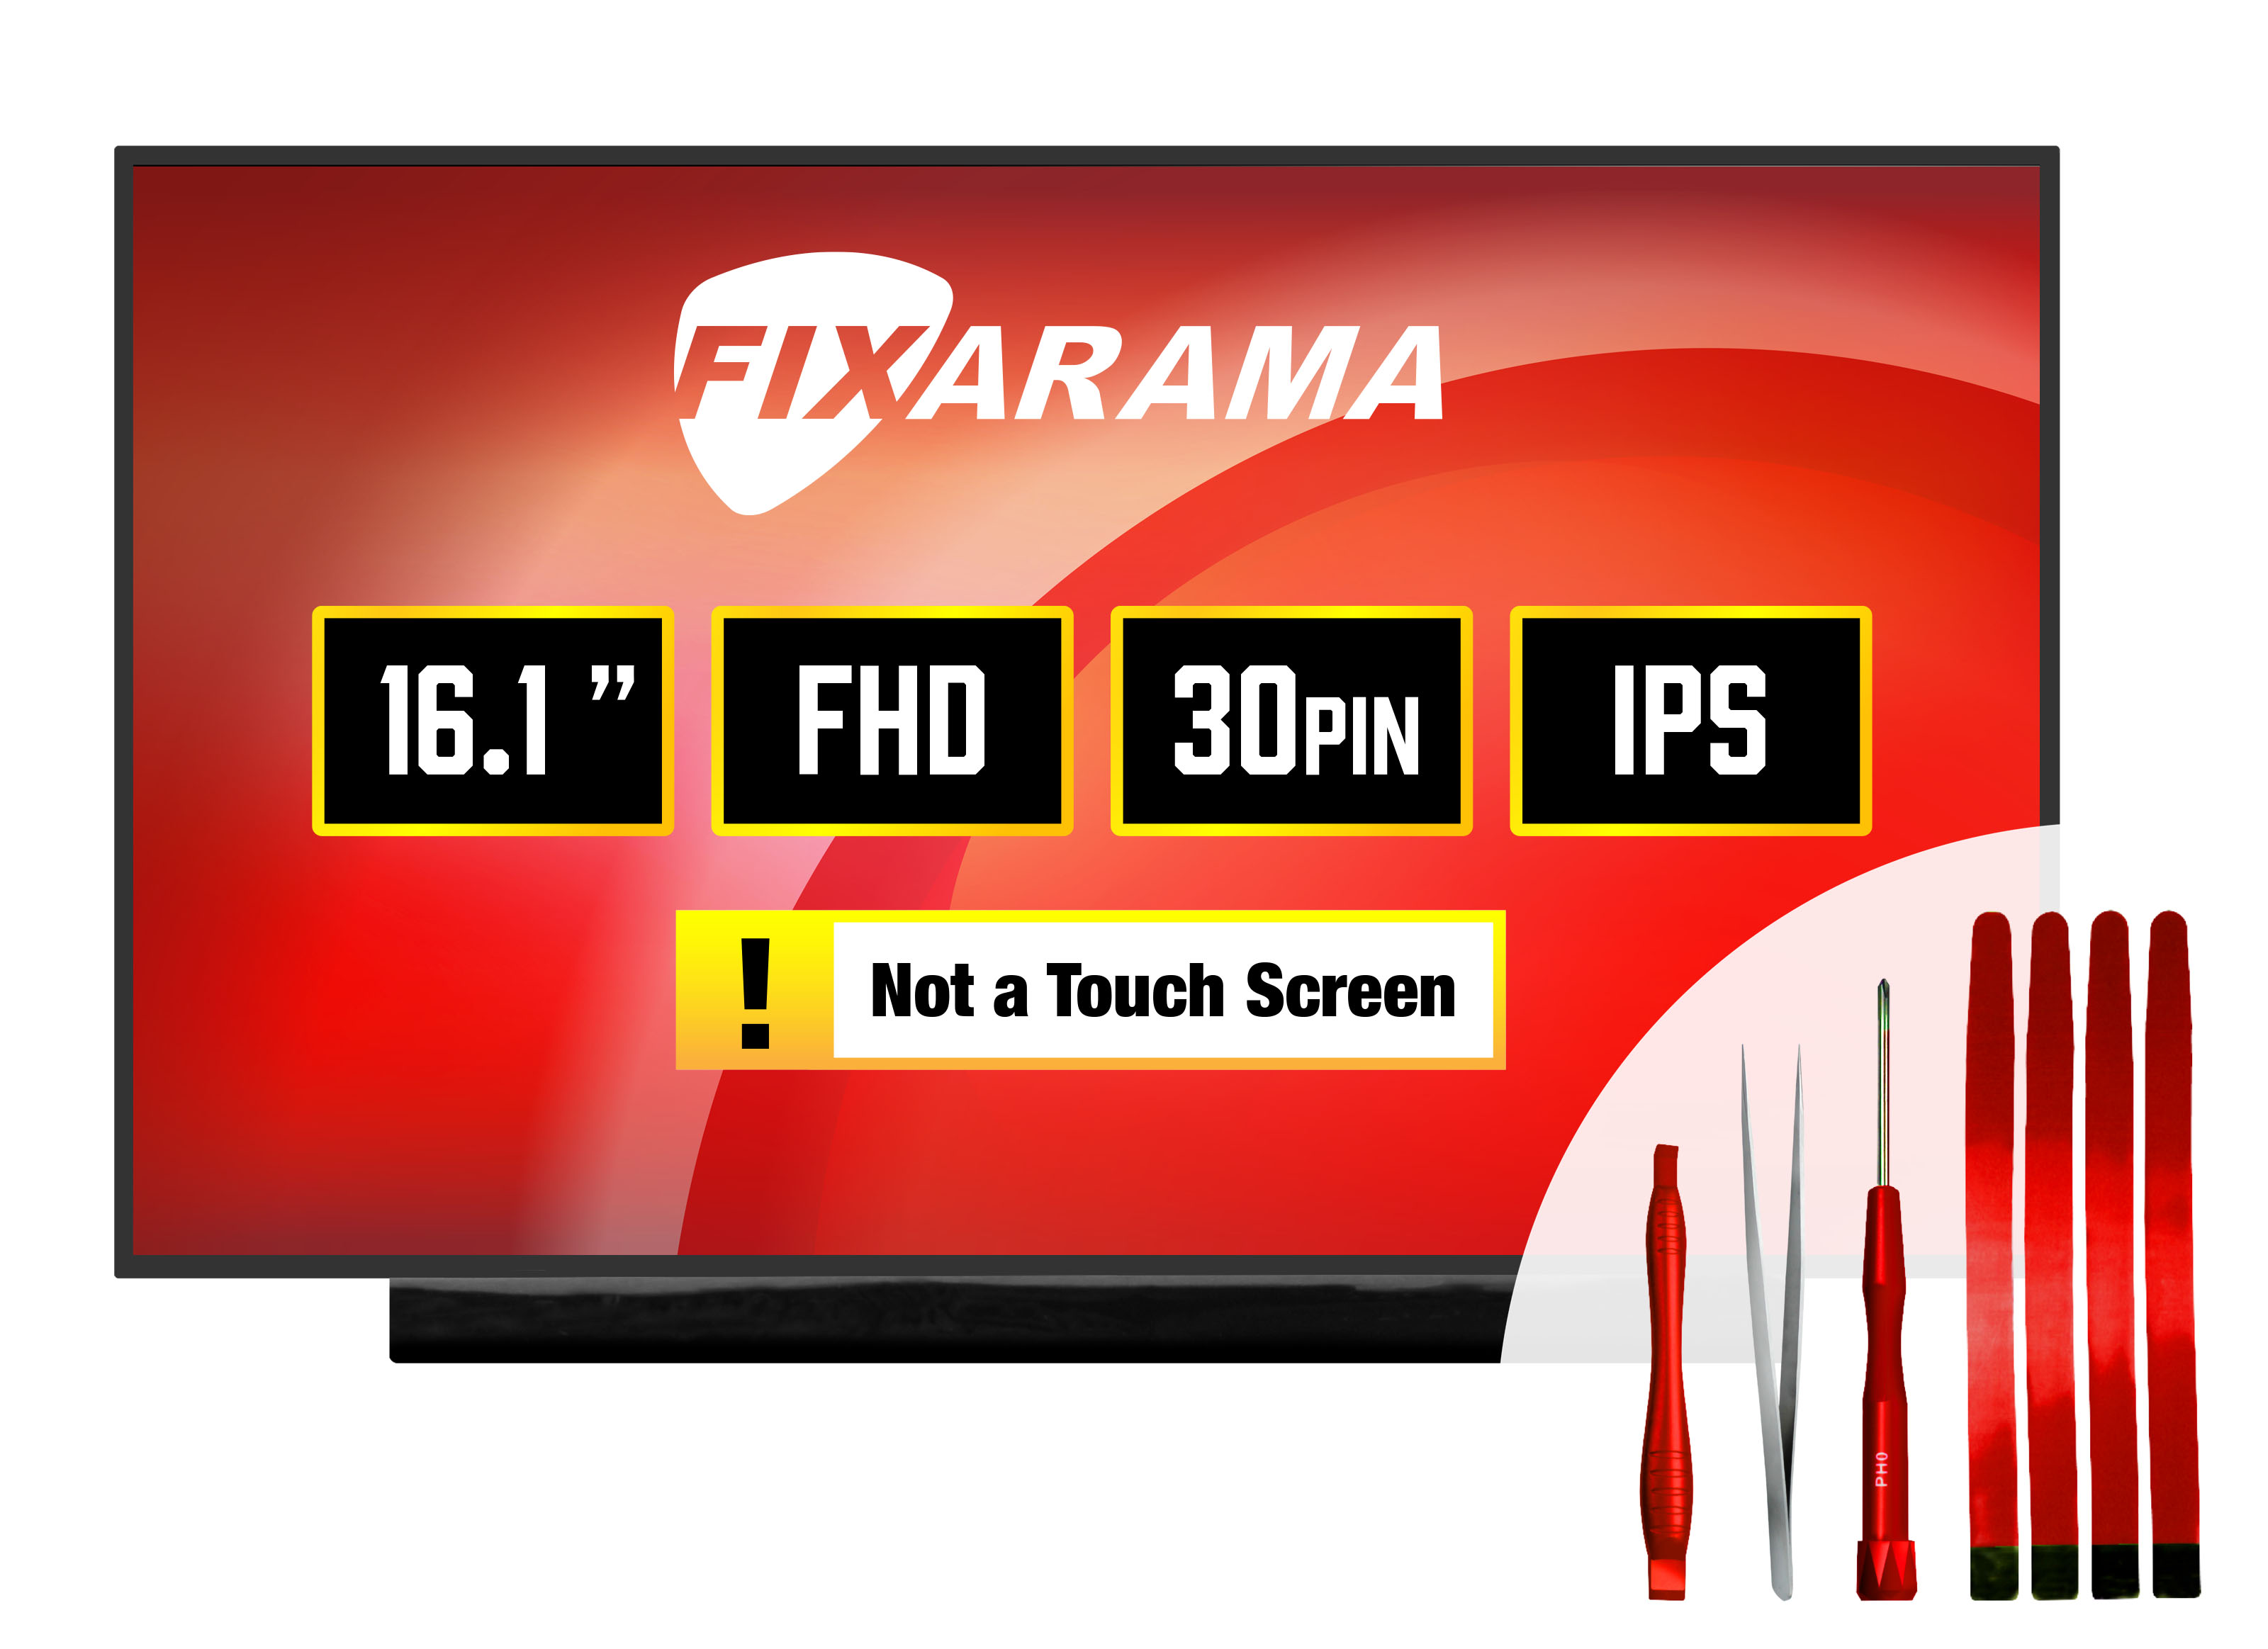 FIXARAMA
16.1 ”
FHD
30PIN
IPS
! Not a Touch Screen
PH0